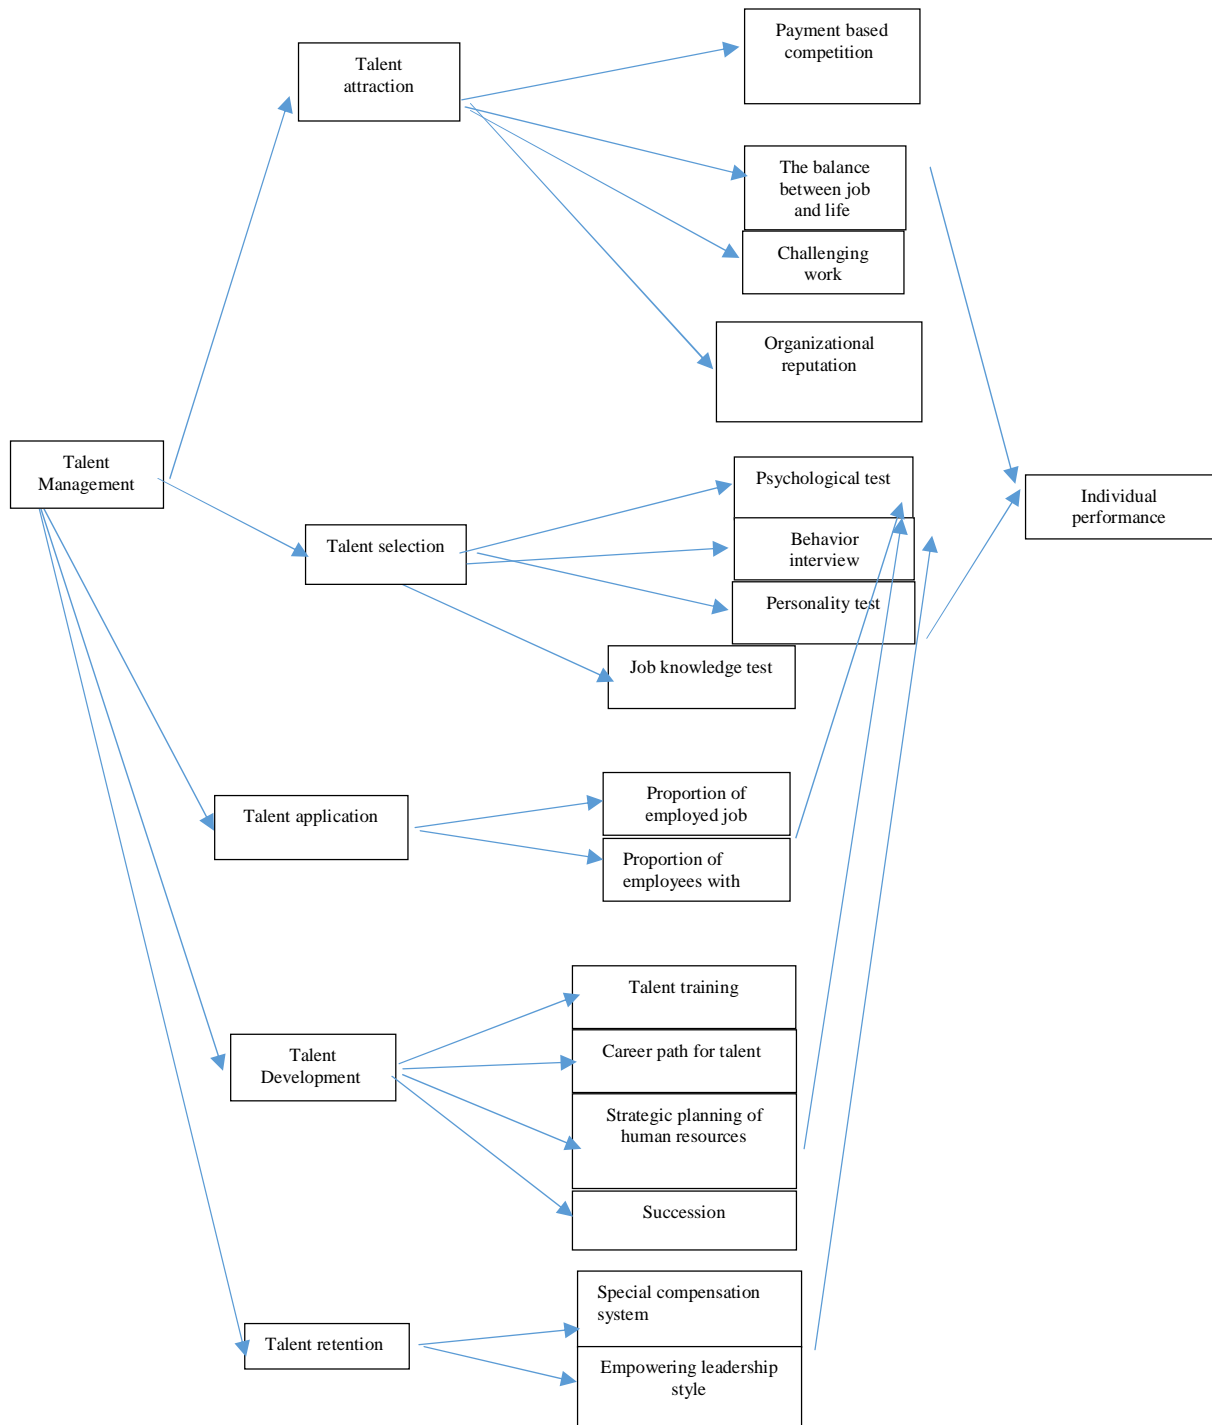 Payment based
competition
Talent
attraction
The balance
between job
and life
Challenging
work
Organizational
reputation
Talent
Management
Psychological test
Individual
performance
Talent selection
Behavior
interview
Personality test
Job knowledge test
Talent application
Proportion of
employed job
Proportion of
employees with
Talent training
Talent
Development
Career path for talent
Strategic planning of
human resources
Succession
Special compensation
system
Talent retention
Empowering leadership
style